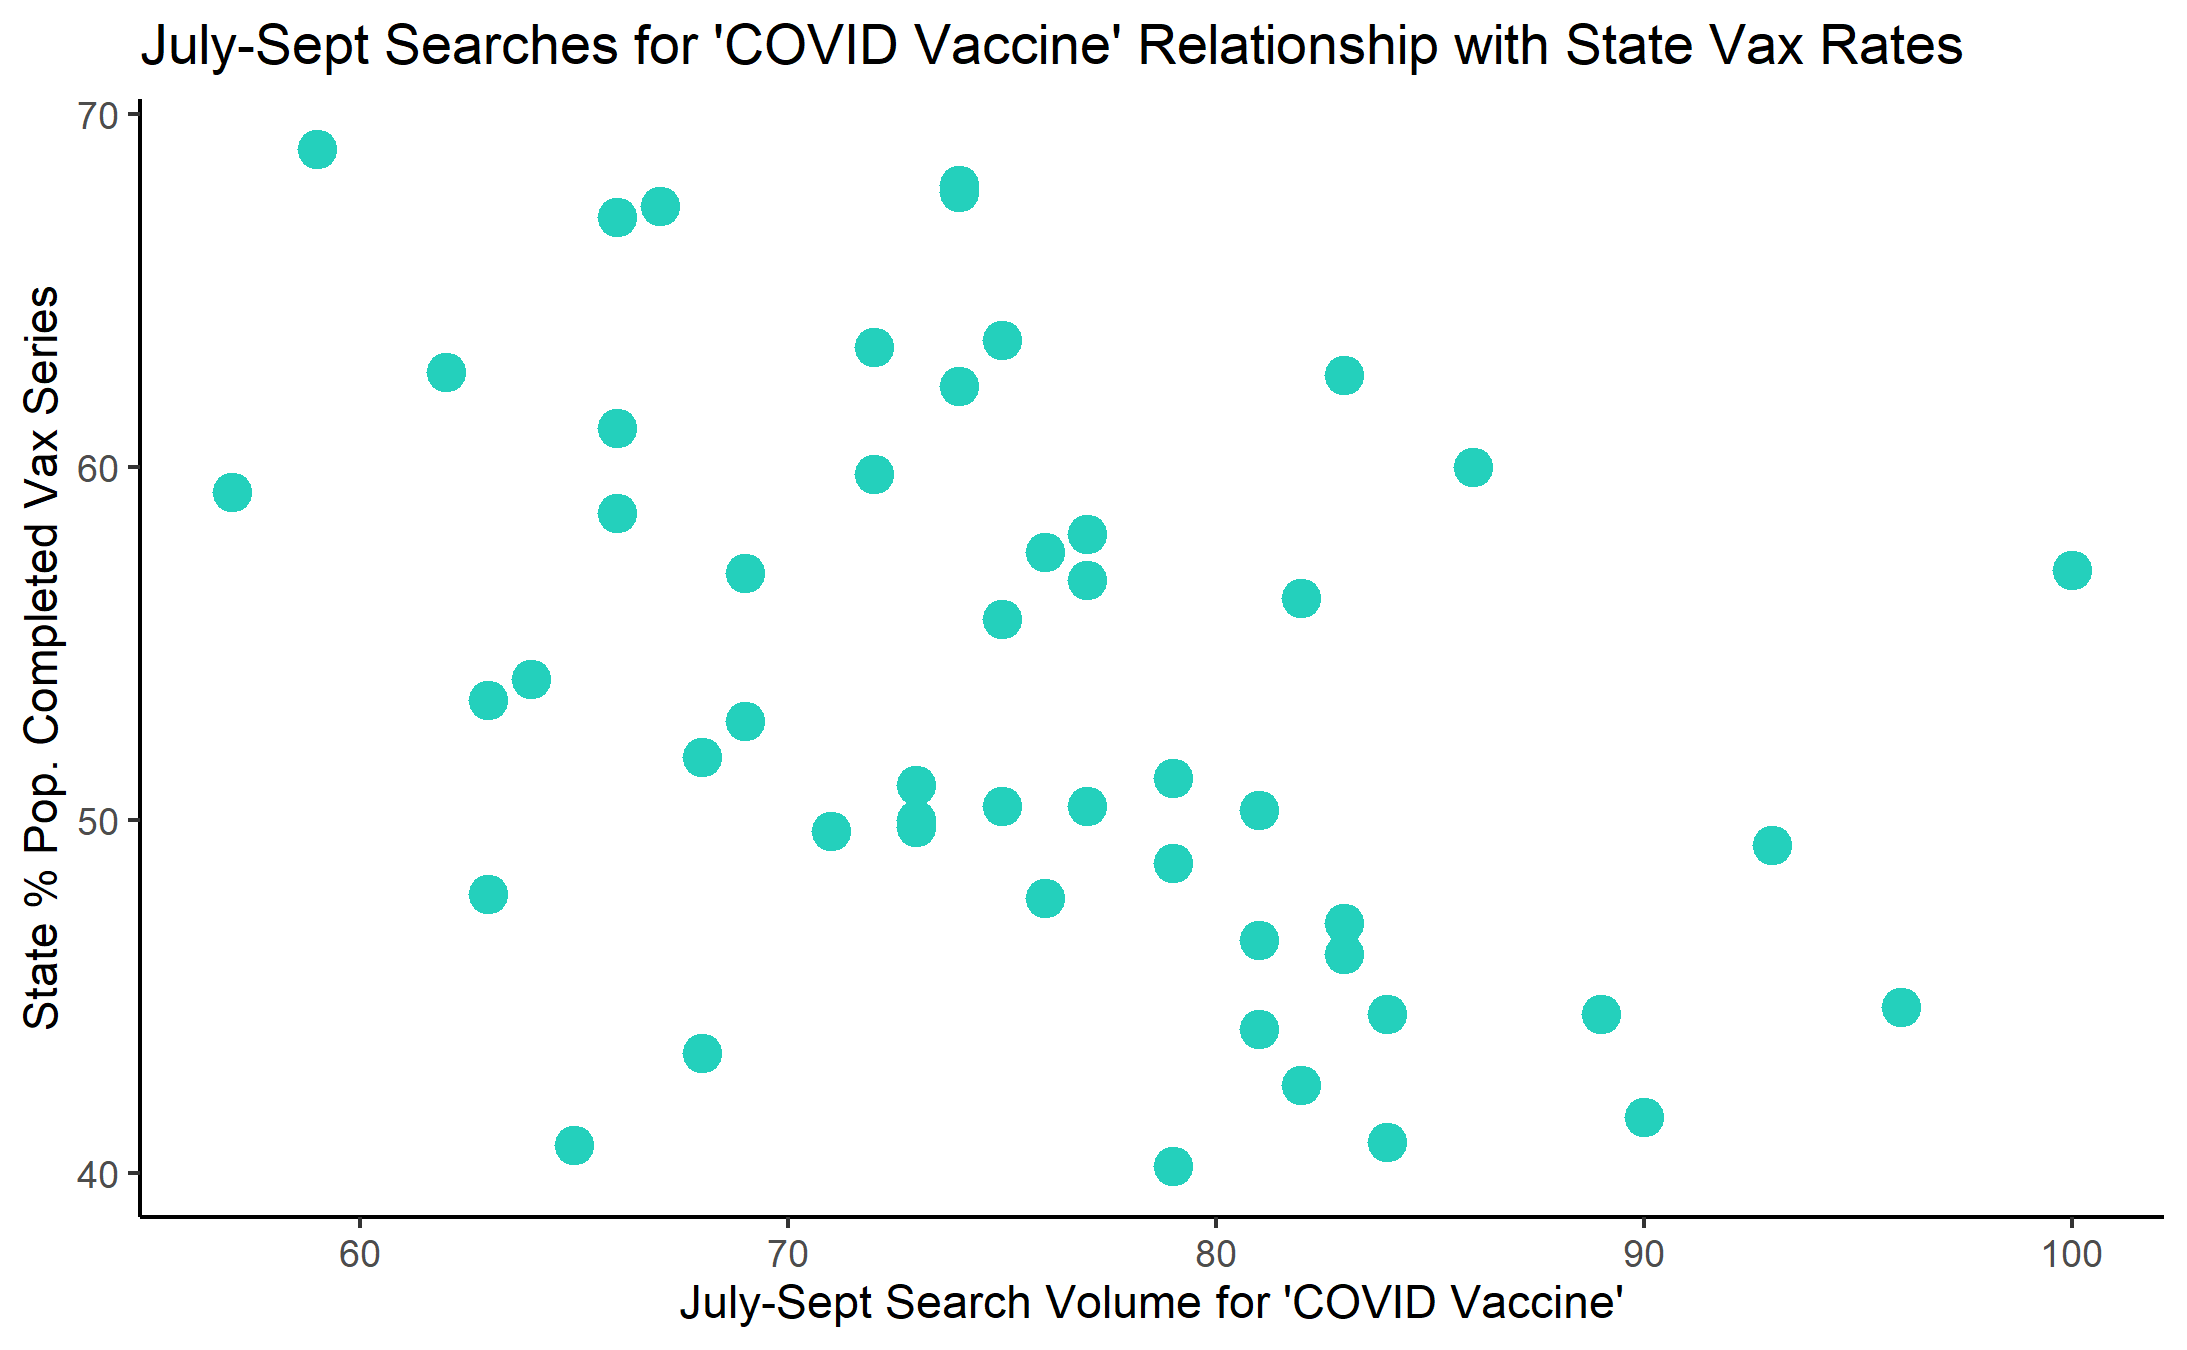 July-Sept Searches for 'COVID Vaccine' Relationship with State Vax Rates
State % Pop. Completed Vax Series
70
60
50
40
60 70 80 90 100
July-Sept Search Volume for 'COVID Vaccine'